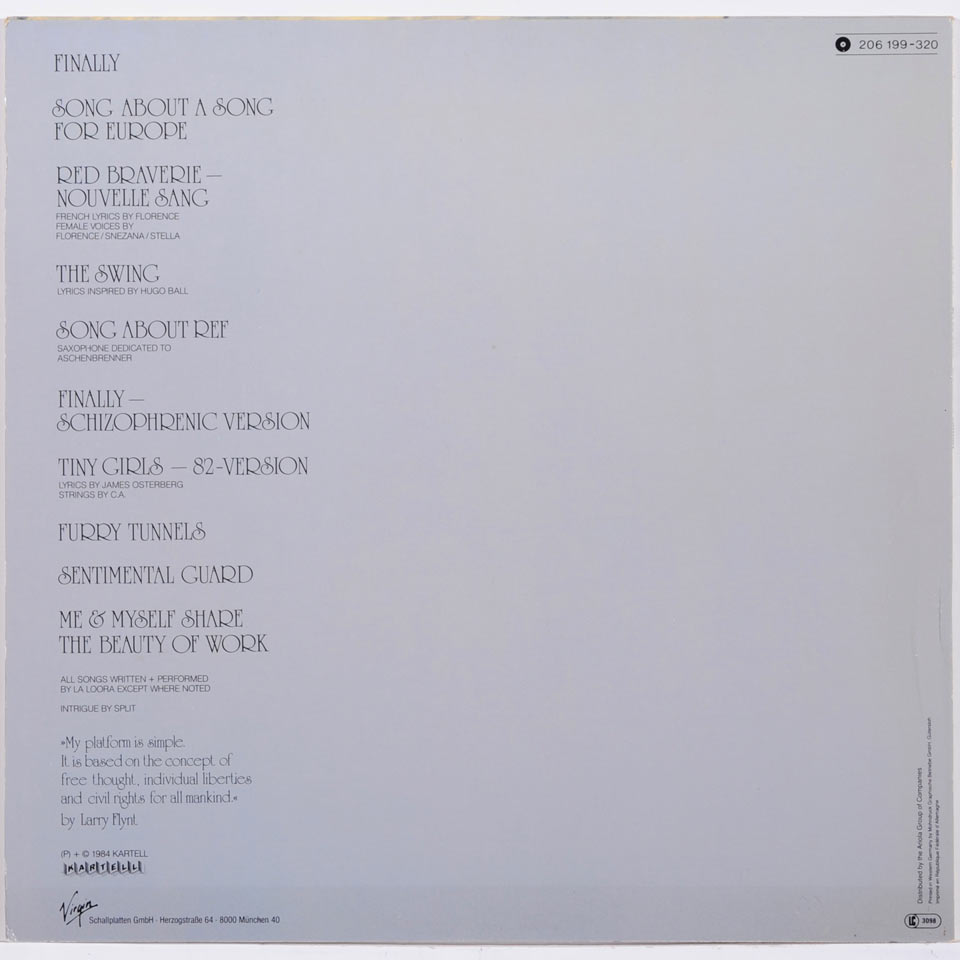 206 199-320
FINALLY
SONG ABOUT A SONG
FOR EUROPE
RED BRAVERIE —
NOUVELLE SANG
FRENCH LYRICS BY FLORENCE
FEMALE VOICES BY
FLORENCE / SNEZANA / STELLA
THE SWING
LYRICS INSPIRED BY HUGO BALL
SONG ABOUT REF
SAXOPHONE DEDICATED TO
ASCHENBRENNER
FINALLY —
SCHIZOPHRENIC VERSION
TINY GIRLS — 82-VERSION
LYRICS BY JAMES OSTERBERG
STRINGS BY C.A.
FURRY TUNNELS
SENTIMENTAL GUARD
ME & MYSELF SHARE
THE BEAUTY OF WORK
ALL SONGS WRITTEN + PERFORMED
BY LA LOORA EXCEPT WHERE NOTED
INTRIGUE BY SPLIT
»My platform is simple.
It is based on the concept of
free thought, individual liberties
and civil rights for all mankind.«
by Larry Flynt.
(P) + © 1984 KARTELL
KARTELL
Virgin
Schallplatten GmbH · Herzogstraße 64 · 8000 München 40
Distributed by the Ariola Group of Companies
Printed in Western Germany by Mohndruck Graphische Betriebe GmbH, Gütersloh
Imprimé en République Fédérale d'Allemagne
LC 3098